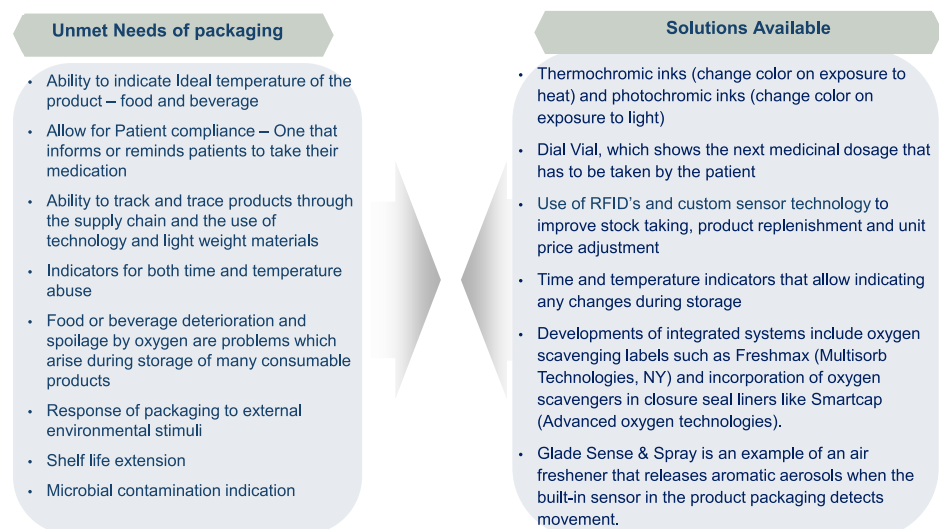 Unmet Needs of packaging
• Ability to indicate Ideal temperature of the
product – food and beverage
• Allow for Patient compliance – One that
informs or reminds patients to take their
medication
• Ability to track and trace products through
the supply chain and the use of
technology and light weight materials
• Indicators for both time and temperature
abuse
• Food or beverage deterioration and
spoilage by oxygen are problems which
arise during storage of many consumable
products
• Response of packaging to external
environmental stimuli
• Shelf life extension
• Microbial contamination indication
Solutions Available
• Thermochromic inks (change color on exposure to
heat) and photochromic inks (change color on
exposure to light)
• Dial Vial, which shows the next medicinal dosage that
has to be taken by the patient
• Use of RFID's and custom sensor technology to
improve stock taking, product replenishment and unit
price adjustment
• Time and temperature indicators that allow indicating
any changes during storage
• Developments of integrated systems include oxygen
scavenging labels such as Freshmax (Multisorb
Technologies, NY) and incorporation of oxygen
scavengers in closure seal liners like Smartcap
(Advanced oxygen technologies).
• Glade Sense & Spray is an example of an air
freshener that releases aromatic aerosols when the
built-in sensor in the product packaging detects
movement.